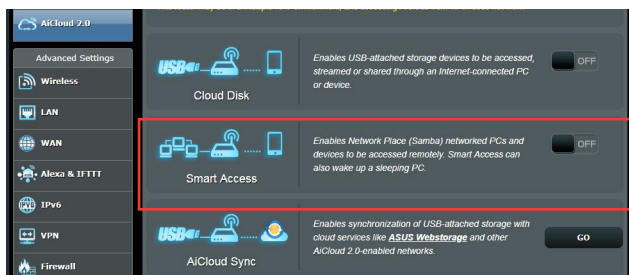 AiCloud 2.0
Advanced Settings
Wireless
LAN
WAN
Alexa & IFTTT
IPv6
VPN
Firewall
USB
Cloud Disk
Enables USB-attached storage devices to be accessed,
streamed or shared through an Internet-connected PC
or device.
OFF
Smart Access
Enables Network Place (Samba) networked PCs and
devices to be accessed remotely. Smart Access can
also wake up a sleeping PC.
OFF
USB
AiCloud Sync
Enables synchronization of USB-attached storage with
cloud services like ASUS Webstorage and other
AiCloud 2.0-enabled networks.
GO